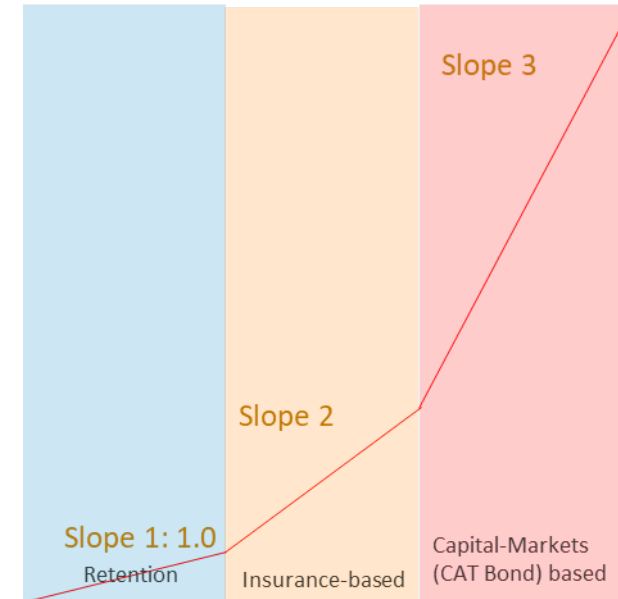 Slope 3
Slope 2
Slope 1: 1.0
Retention
Insurance-based
Capital-Markets
(CAT Bond) based